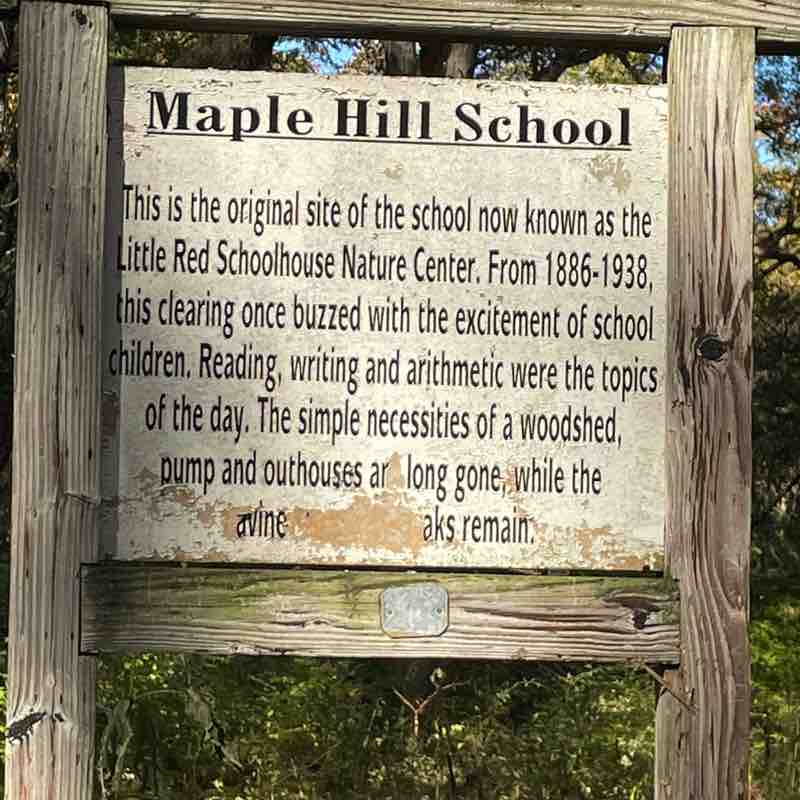 Maple Hill School
This is the original site of the school now known as the
Little Red Schoolhouse Nature Center. From 1886-1938,
this clearing once buzzed with the excitement of school
children. Reading, writing and arithmetic were the topics
of the day. The simple necessities of a woodshed,
pump and outhouses ar long gone, while the
avine aks remain.